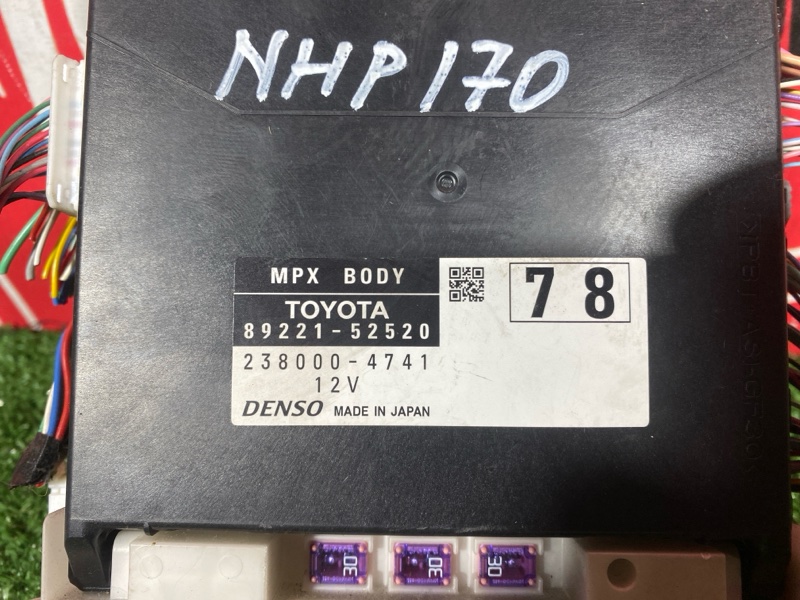 NHP170
MPX BODY
78
TOYOTA
89221-52520
238000-4741
12V
DENSO MADE IN JAPAN
30 30 30